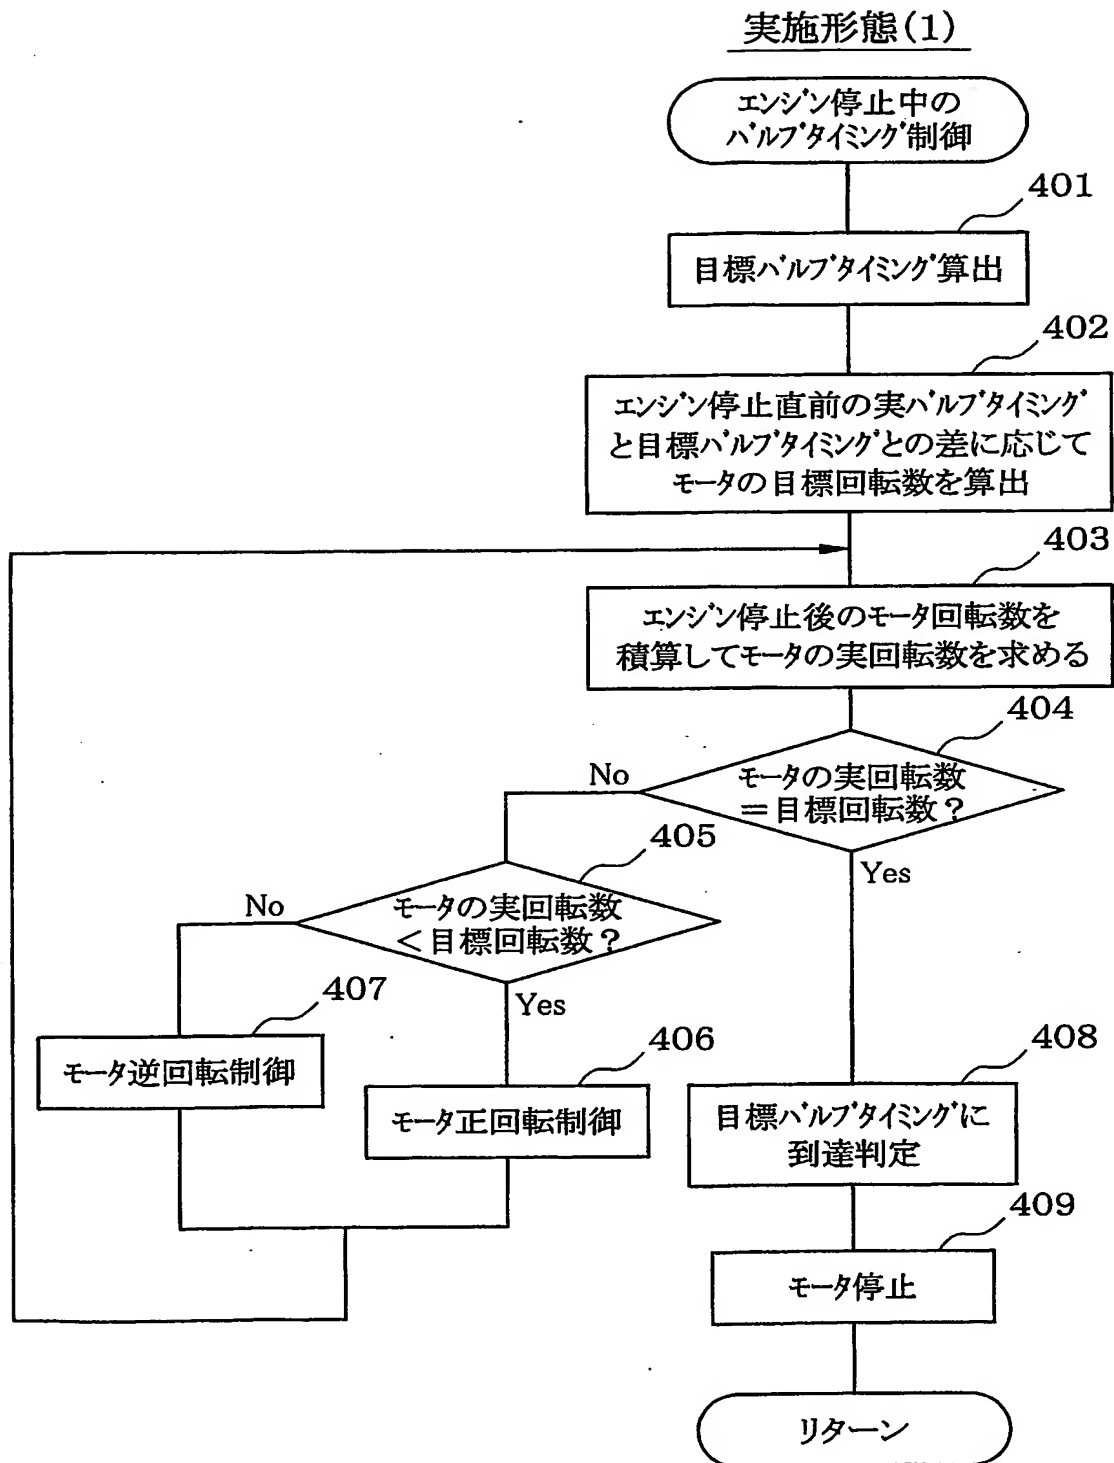 実施形態(1)
エンジン停止中の
バルブタイミング制御
401
目標バルブタイミング算出
402
エンジン停止直前の実バルブタイミング
と目標バルブタイミングとの差に応じて
モータの目標回転数を算出
403
エンジン停止後のモータ回転数を
積算してモータの実回転数を求める
404
モータの実回転数
=目標回転数?
No
Yes
405
モータの実回転数
<目標回転数?
No
Yes
407
モータ逆回転制御
406
モータ正回転制御
408
目標バルブタイミングに
到達判定
409
モータ停止
リターン